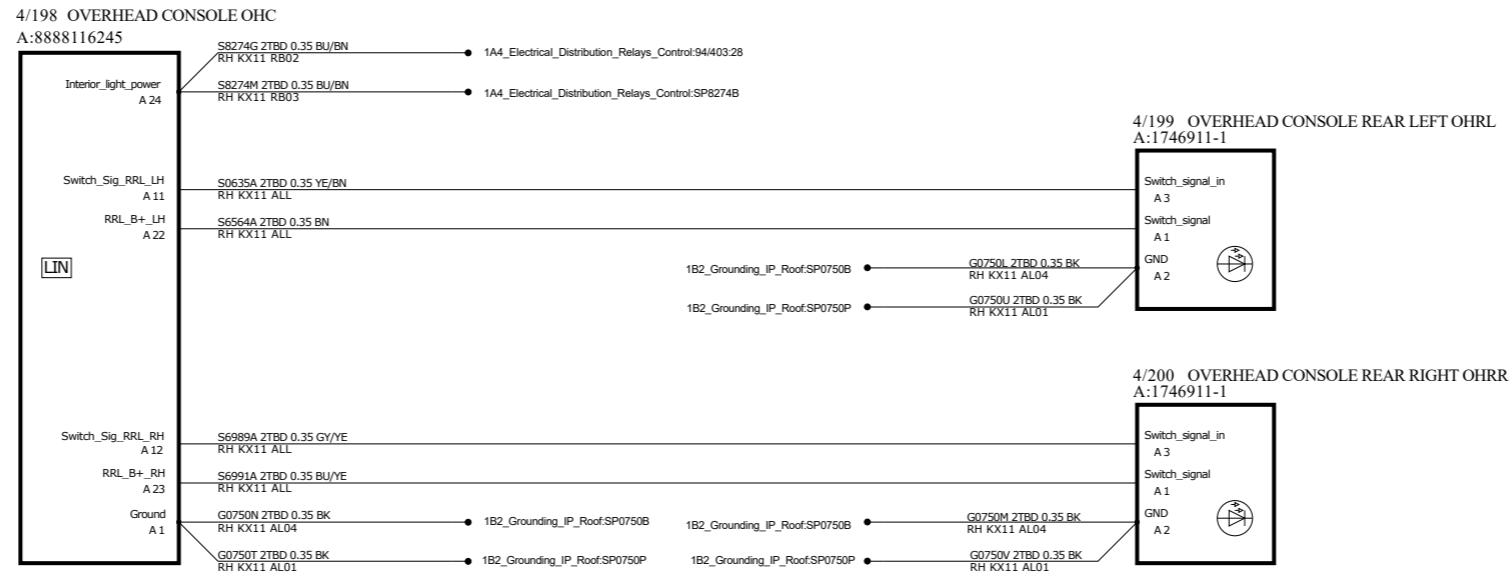 4/198 OVERHEAD CONSOLE OHC
A:8888116245
Interior_light_power
A 24
S8274G 2TBD 0.35 BU/BN
RH KX11 RB02
1A4_Electrical_Distribution_Relays_Control:94/403:28
S8274M 2TBD 0.35 BU/BN
RH KX11 RB03
1A4_Electrical_Distribution_Relays_Control:SP8274B
4/199 OVERHEAD CONSOLE REAR LEFT OHRL
A:1746911-1
Switch_Sig_RRL_LH
A 11
S0635A 2TBD 0.35 YE/BN
RH KX11 ALL
Switch_signal_in
A 3
RRL_B+_LH
A 22
S6564A 2TBD 0.35 BN
RH KX11 ALL
Switch_signal
A 1
LIN
1B2_Grounding_IP_Roof:SP0750B
G0750L 2TBD 0.35 BK
RH KX11 AL04
GND
A 2
1B2_Grounding_IP_Roof:SP0750P
G0750U 2TBD 0.35 BK
RH KX11 AL01
4/200 OVERHEAD CONSOLE REAR RIGHT OHRR
A:1746911-1
Switch_Sig_RRL_RH
A 12
S6989A 2TBD 0.35 GY/YE
RH KX11 ALL
Switch_signal_in
A 3
RRL_B+_RH
A 23
S6991A 2TBD 0.35 BU/YE
RH KX11 ALL
Switch_signal
A 1
Ground
A 1
G0750N 2TBD 0.35 BK
RH KX11 AL04
1B2_Grounding_IP_Roof:SP0750B
1B2_Grounding_IP_Roof:SP0750B
G0750M 2TBD 0.35 BK
RH KX11 AL04
GND
A 2
G0750T 2TBD 0.35 BK
RH KX11 AL01
1B2_Grounding_IP_Roof:SP0750P
1B2_Grounding_IP_Roof:SP0750P
G0750V 2TBD 0.35 BK
RH KX11 AL01